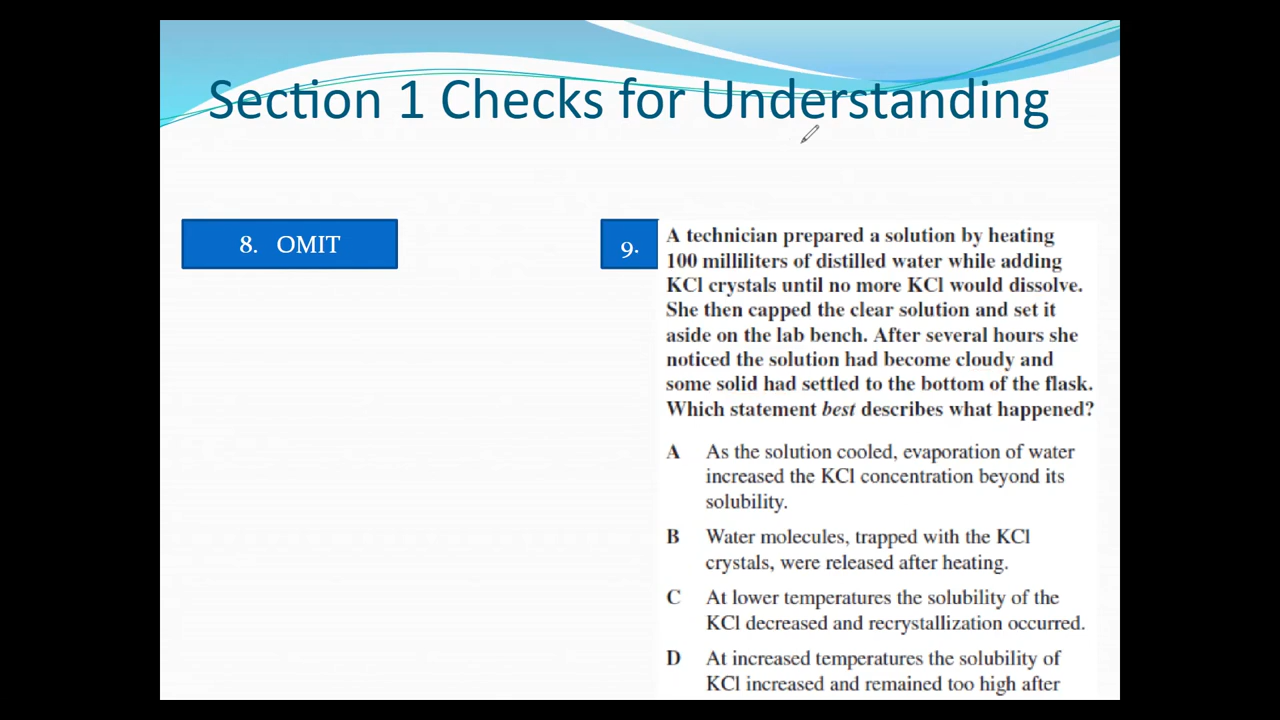 Section 1 Checks for Understanding
8. OMIT
9.
A technician prepared a solution by heating
100 milliliters of distilled water while adding
KCl crystals until no more KCl would dissolve.
She then capped the clear solution and set it
aside on the lab bench. After several hours she
noticed the solution had become cloudy and
some solid had settled to the bottom of the flask.
Which statement best describes what happened?
A As the solution cooled, evaporation of water
increased the KCl concentration beyond its
solubility.
B Water molecules, trapped with the KCl
crystals, were released after heating.
C At lower temperatures the solubility of the
KCl decreased and recrystallization occurred.
D At increased temperatures the solubility of
KCl increased and remained too high after